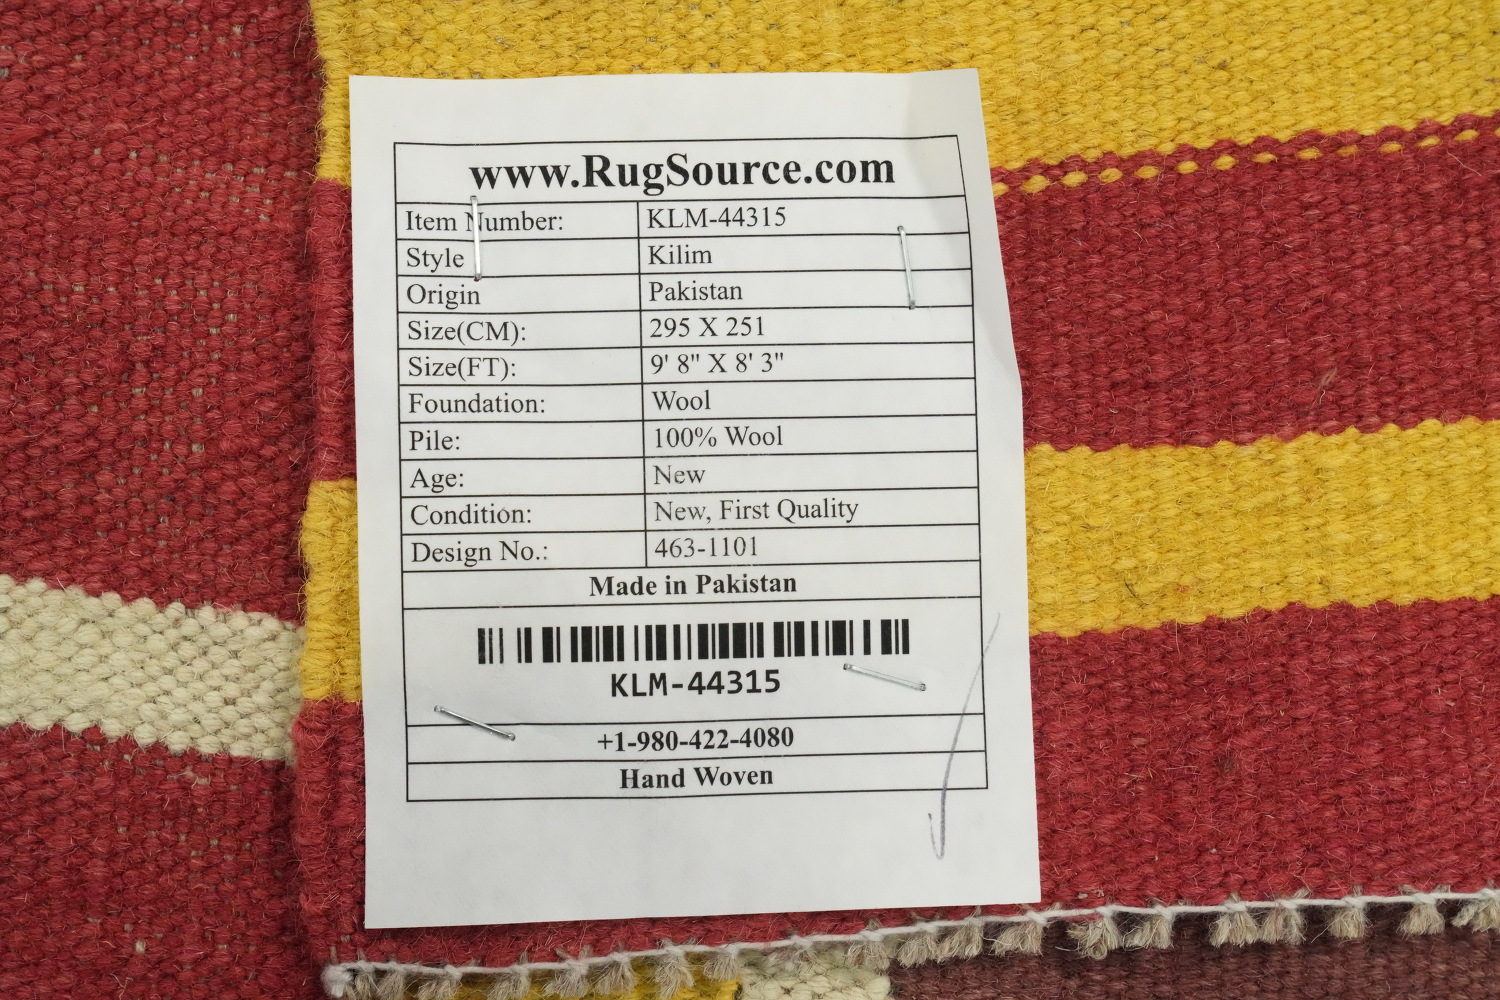 www.RugSource.com
Item Number: KLM-44315
Style Kilim
Origin Pakistan
Size(CM): 295 X 251
Size(FT): 9' 8" X 8' 3"
Foundation: Wool
Pile: 100% Wool
Age: New
Condition: New, First Quality
Design No.: 463-1101
Made in Pakistan
KLM-44315
+1-980-422-4080
Hand Woven